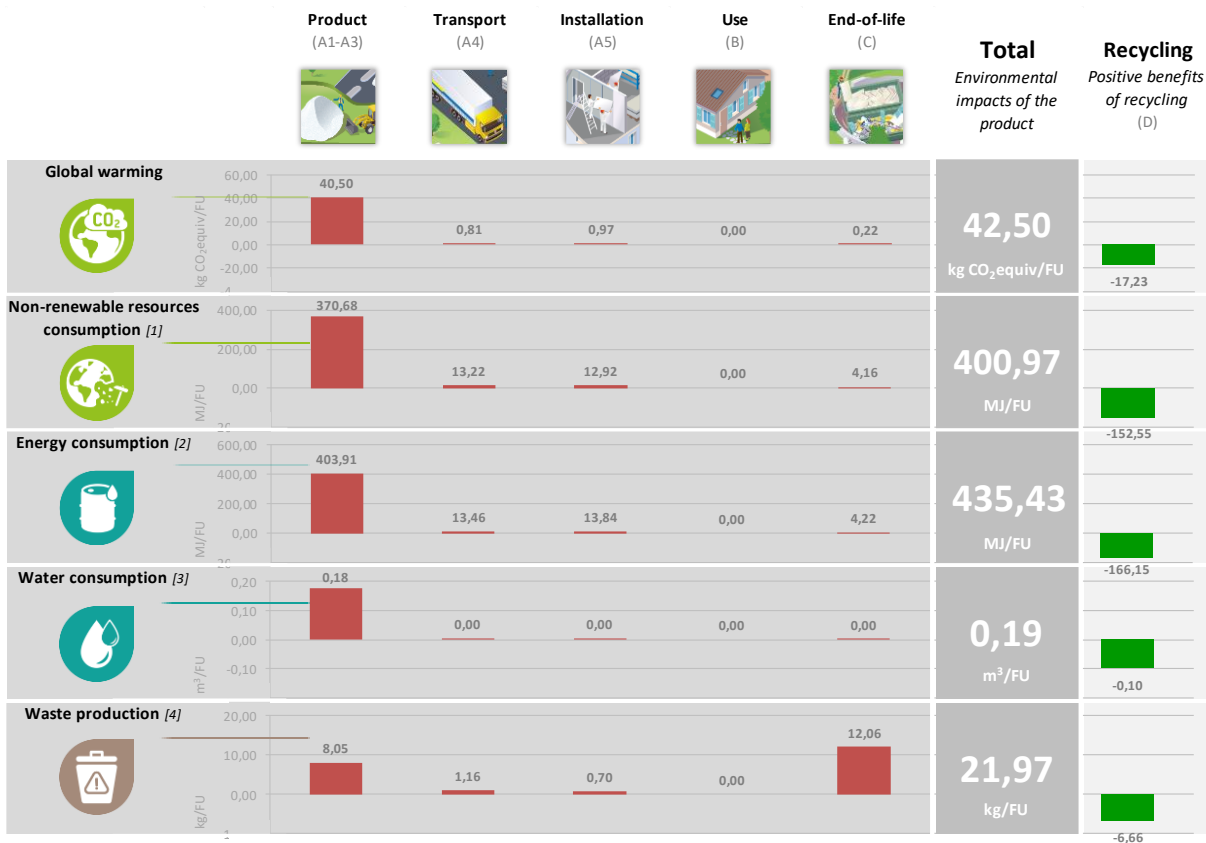 Product
(A1-A3)
Transport
(A4)
Installation
(A5)
Use
(B)
End-of-life
(C)
Total
Environmental
impacts of the
product
Recycling
Positive benefits
of recycling
(D)
Global warming
CO2
kg CO2equiv/FU
60,00
40,00
20,00
0,00
-20,00
40,50
0,81
0,97
0,00
0,22
42,50
kg CO2equiv/FU
-17,23
Non-renewable resources
consumption [1]
MJ/FU
400,00
200,00
0,00
370,68
13,22
12,92
0,00
4,16
400,97
MJ/FU
-152,55
Energy consumption [2]
MJ/FU
600,00
400,00
200,00
0,00
403,91
13,46
13,84
0,00
4,22
435,43
MJ/FU
-166,15
Water consumption [3]
m3/FU
0,20
0,10
0,00
-0,10
0,18
0,00
0,00
0,00
0,00
0,19
m3/FU
-0,10
Waste production [4]
kg/FU
20,00
10,00
0,00
8,05
1,16
0,70
0,00
12,06
21,97
kg/FU
-6,66